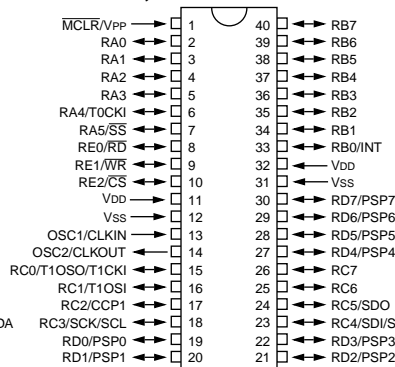 MCLR/VPP 1 40 RB7
RA0 2 39 RB6
RA1 3 38 RB5
RA2 4 37 RB4
RA3 5 36 RB3
RA4/T0CKI 6 35 RB2
RA5/SS 7 34 RB1
RE0/RD 8 33 RB0/INT
RE1/WR 9 32 VDD
RE2/CS 10 31 VSS
VDD 11 30 RD7/PSP7
VSS 12 29 RD6/PSP6
OSC1/CLKIN 13 28 RD5/PSP5
OSC2/CLKOUT 14 27 RD4/PSP4
RC0/T1OSO/T1CKI 15 26 RC7
RC1/T1OSI 16 25 RC6
RC2/CCP1 17 24 RC5/SDO
DA RC3/SCK/SCL 18 23 RC4/SDI/S
RD0/PSP0 19 22 RD3/PSP3
RD1/PSP1 20 21 RD2/PSP2